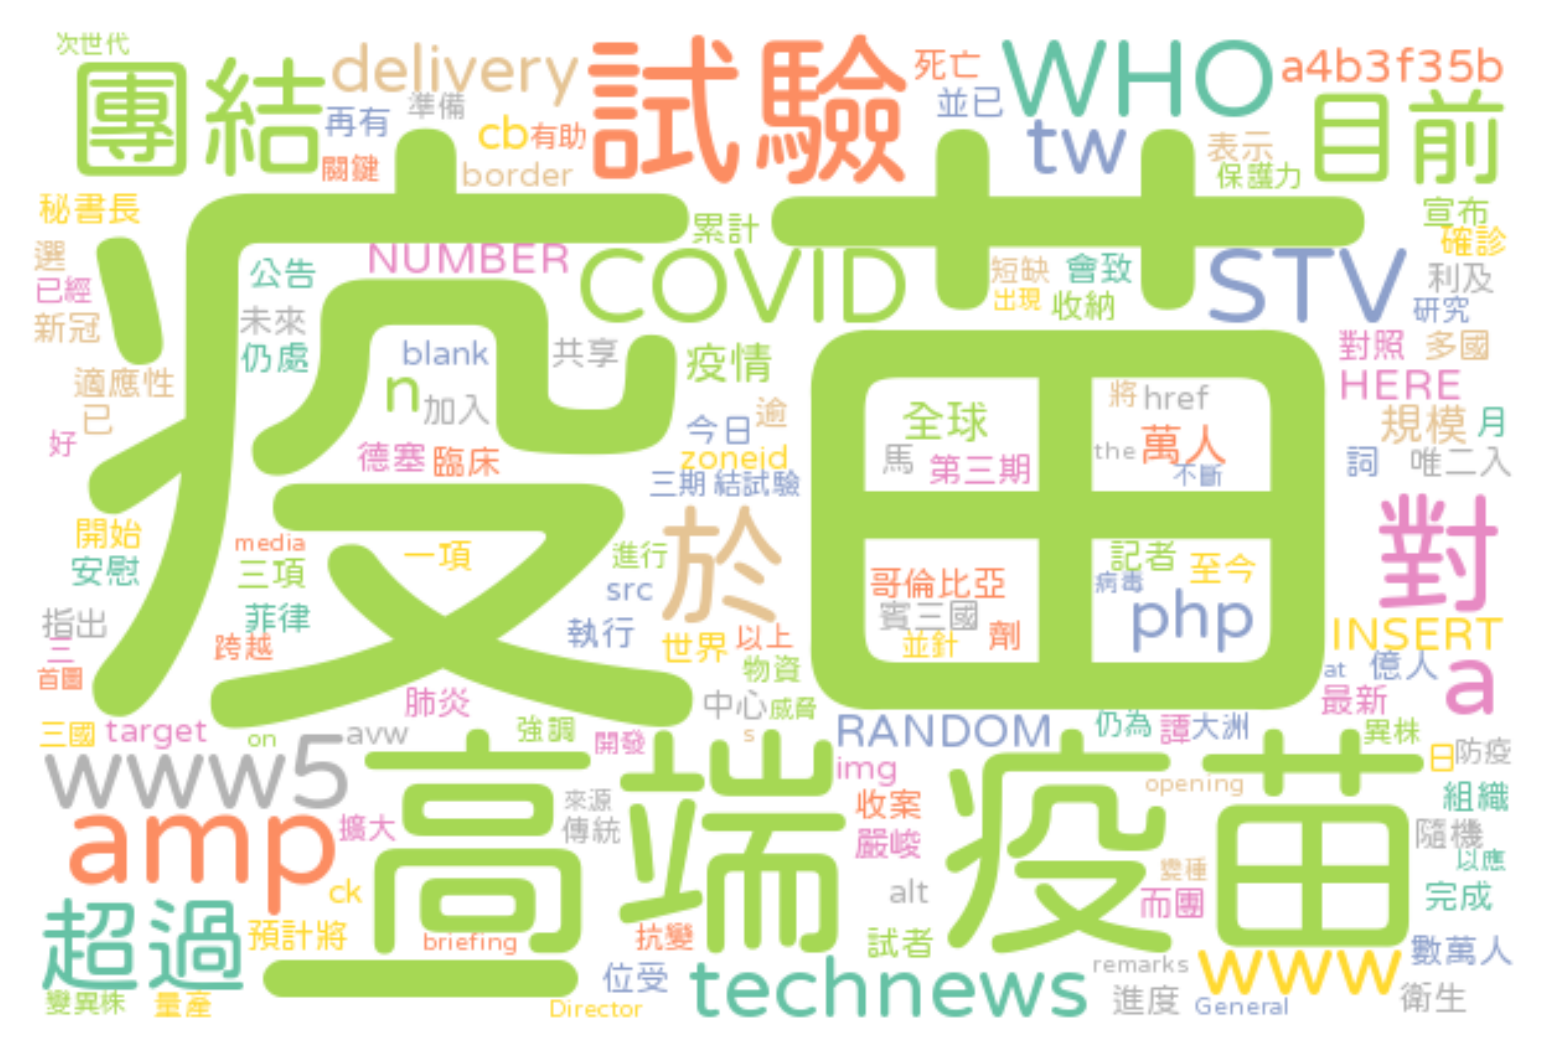 次世代
團結
delivery
再有
準備
cb
有助
關鍵
border
試驗
死亡
並已
WHO
tw
a4b3f35b
表示
保護力
目前
疫苗
秘書長
選
已經
新冠
適應性
已
好
公告
未來
仍處
NUMBER
blank
n
加入
共享
德塞
臨床
累計
COVID
疫情
今日
逾
zoneid
三期
結試驗
短缺
出現
會致
收納
STV
宣布
確診
利及
研究
對照
多國
HERE
規模
月
詞
唯二入
將
href
全球
the
萬人
馬
第三期
不斷
開始
安慰
指出
三
首圖
media
三項
一項
菲律
跨越
肺炎
進行
src
執行
於
世界
以上
物資
中心
威脅
記者
至今
病毒
哥倫比亞
賓三國
並針
劑
php
對
INSERT
at
億人
最新
a
三國
target
on
avw
強調
開發
s
RANDOM
仍為
譚
大洲
異株
日
防疫
www5
amp
擴大
ck
高端疫苗
來源
傳統
img
收案
嚴峻
alt
opening
變種
而團
組織
隨機
以應
完成
超過
預計將
briefing
抗變
試者
位受
technews
remarks
進度
www
General
數萬人
衛生
變異株
量產
Director